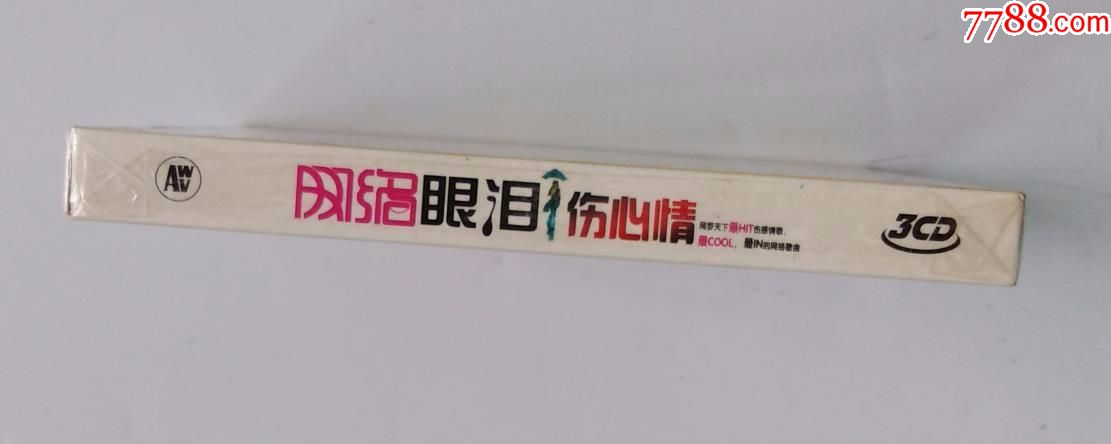 7788.com
AWV
网络眼泪伤心情
网罗天下最HIT伤感情歌,
最COOL, 最IN的网络歌曲
3CD